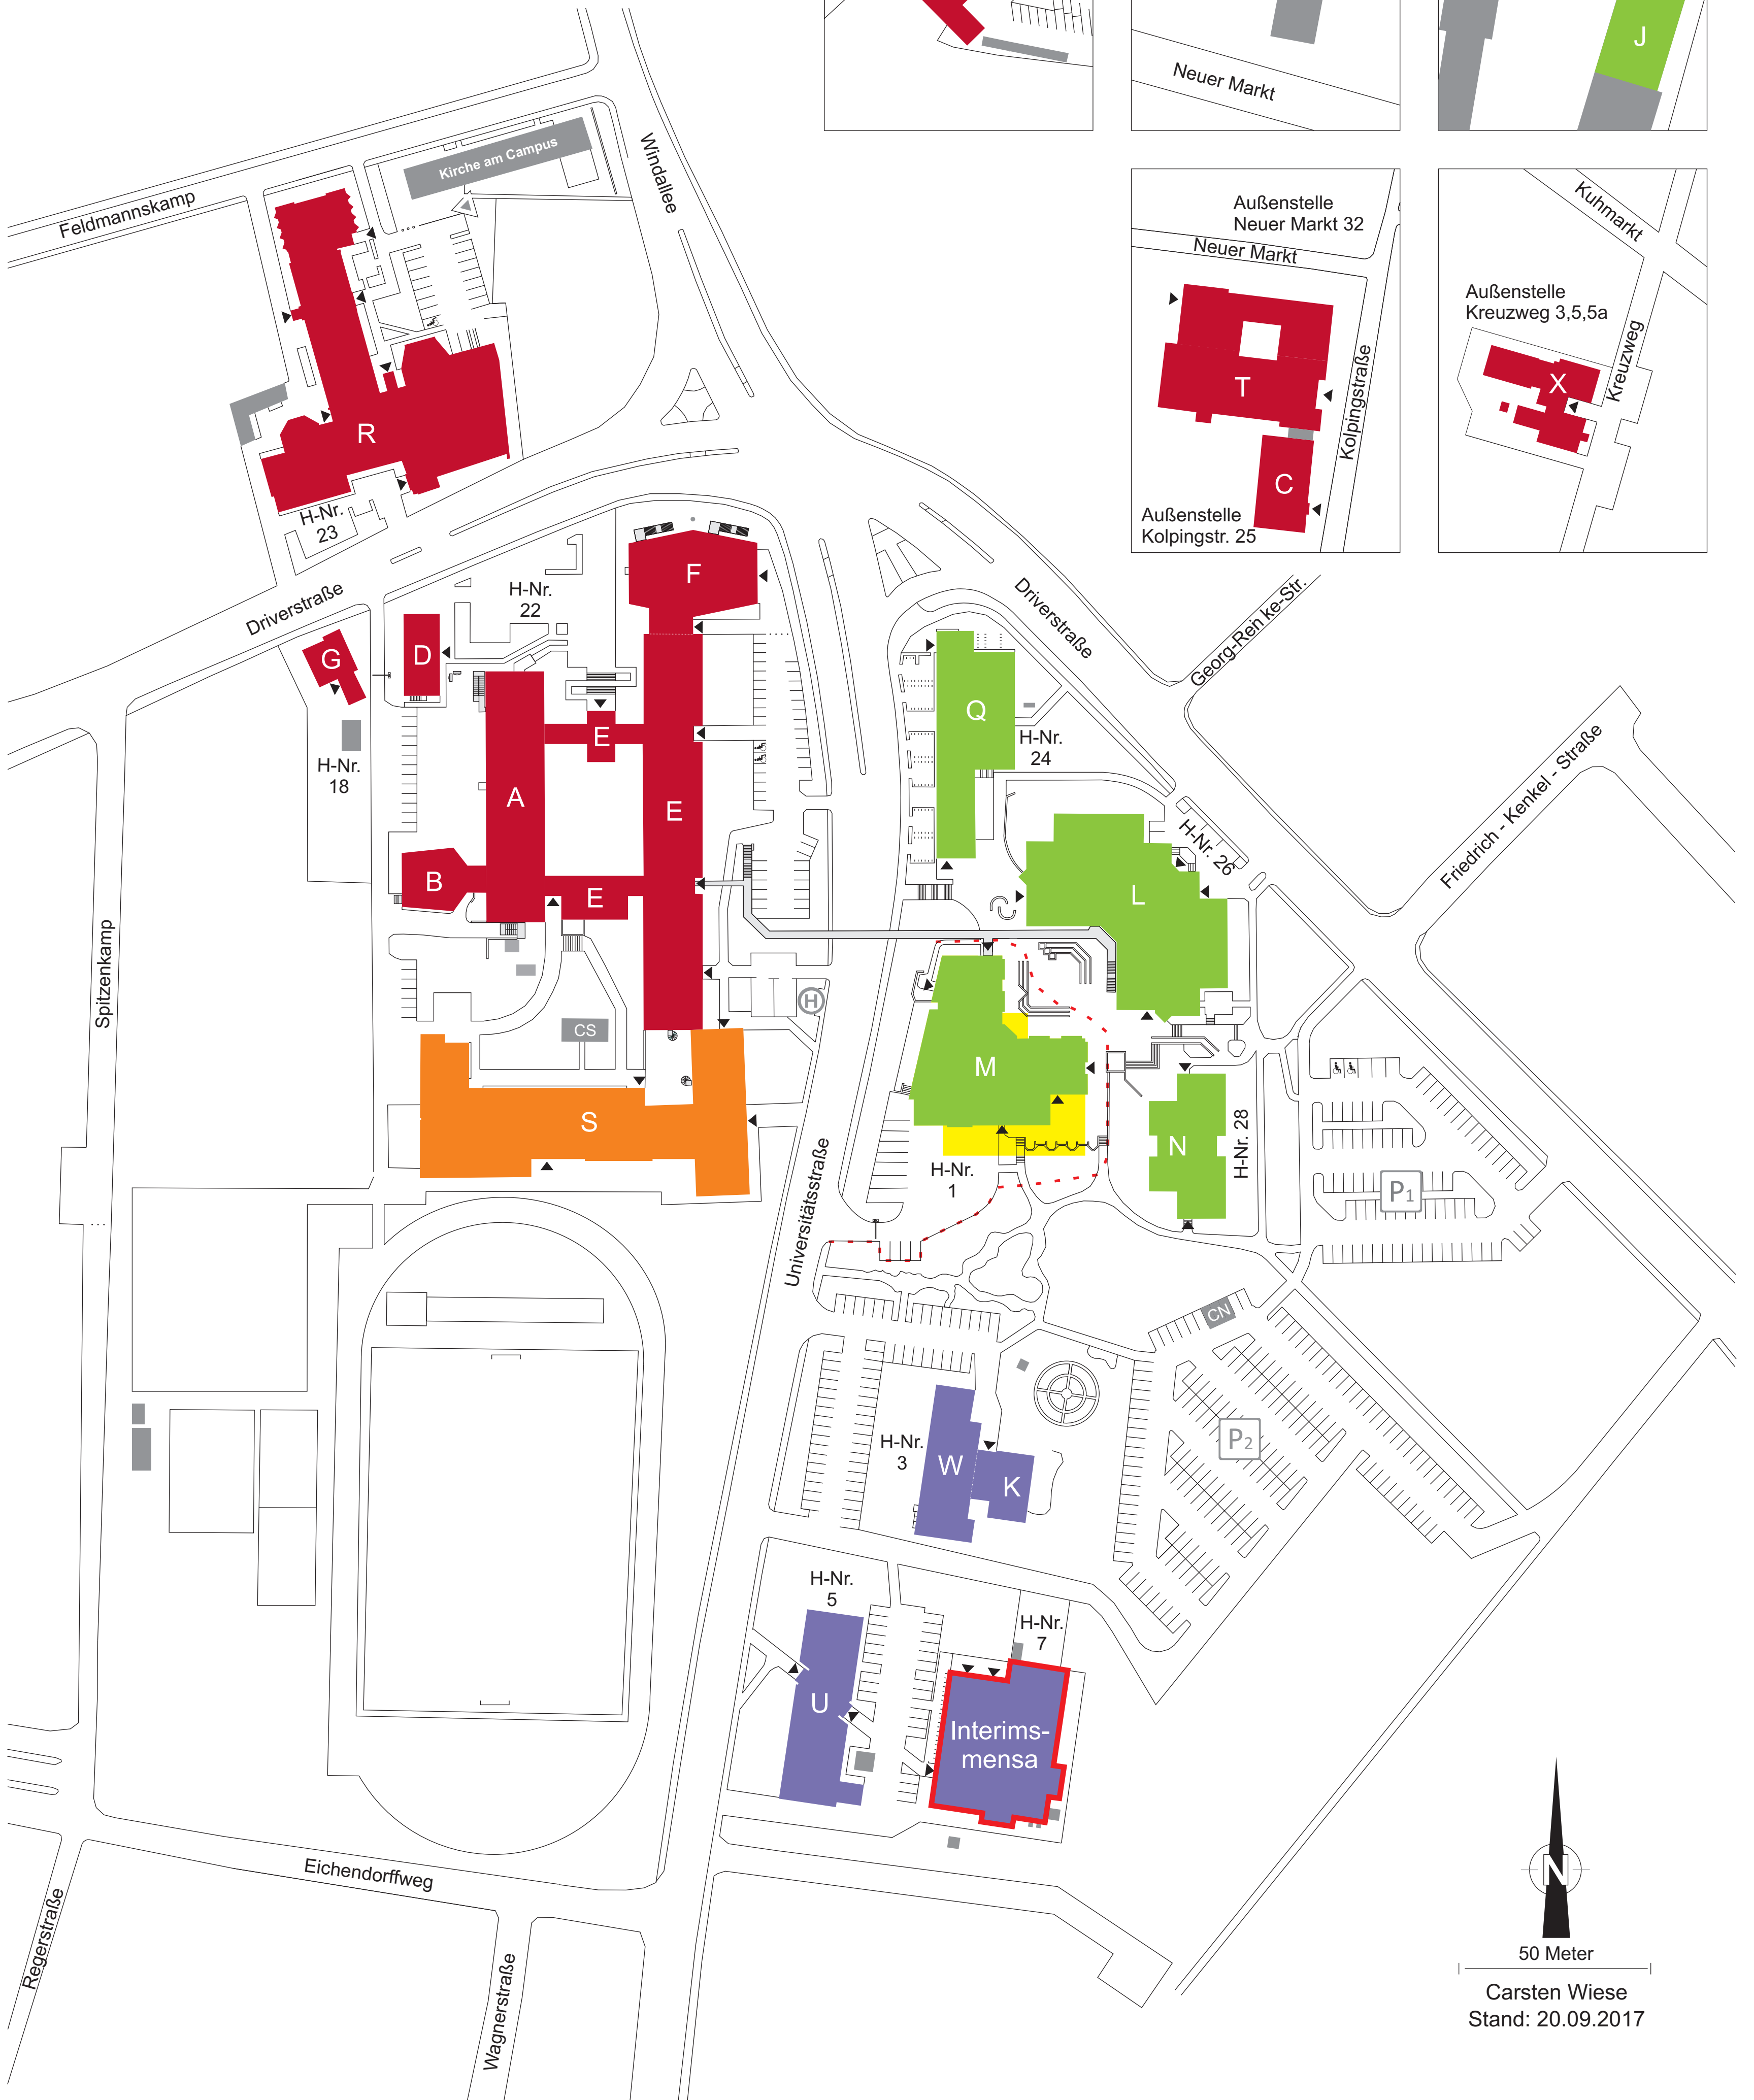 J
Neuer Markt
Kirche am Campus
Windallee
Feldmannskamp
Außenstelle
Neuer Markt 32
Neuer Markt
T
C
Kolpingstraße
Außenstelle
Kolpingstr. 25
Kuhmarkt
Außenstelle
Kreuzweg 3,5,5a
X
Kreuzweg
R
H-Nr.
23
Driverstraße
H-Nr.
22
F
D
G
H-Nr.
18
A
E
E
E
B
Driverstraße
Georg-Reinke-Str.
Friedrich - Kenkel - Straße
Q
H-Nr.
24
H-Nr. 26
L
Spitzenkamp
CS
H
S
M
H-Nr.
1
N
H-Nr. 28
P1
Universitätsstraße
CN
P2
H-Nr.
3
W
K
H-Nr.
5
U
H-Nr.
7
Interims-
mensa
Eichendorffweg
Regerstraße
Wagnerstraße
N
50 Meter
Carsten Wiese
Stand: 20.09.2017